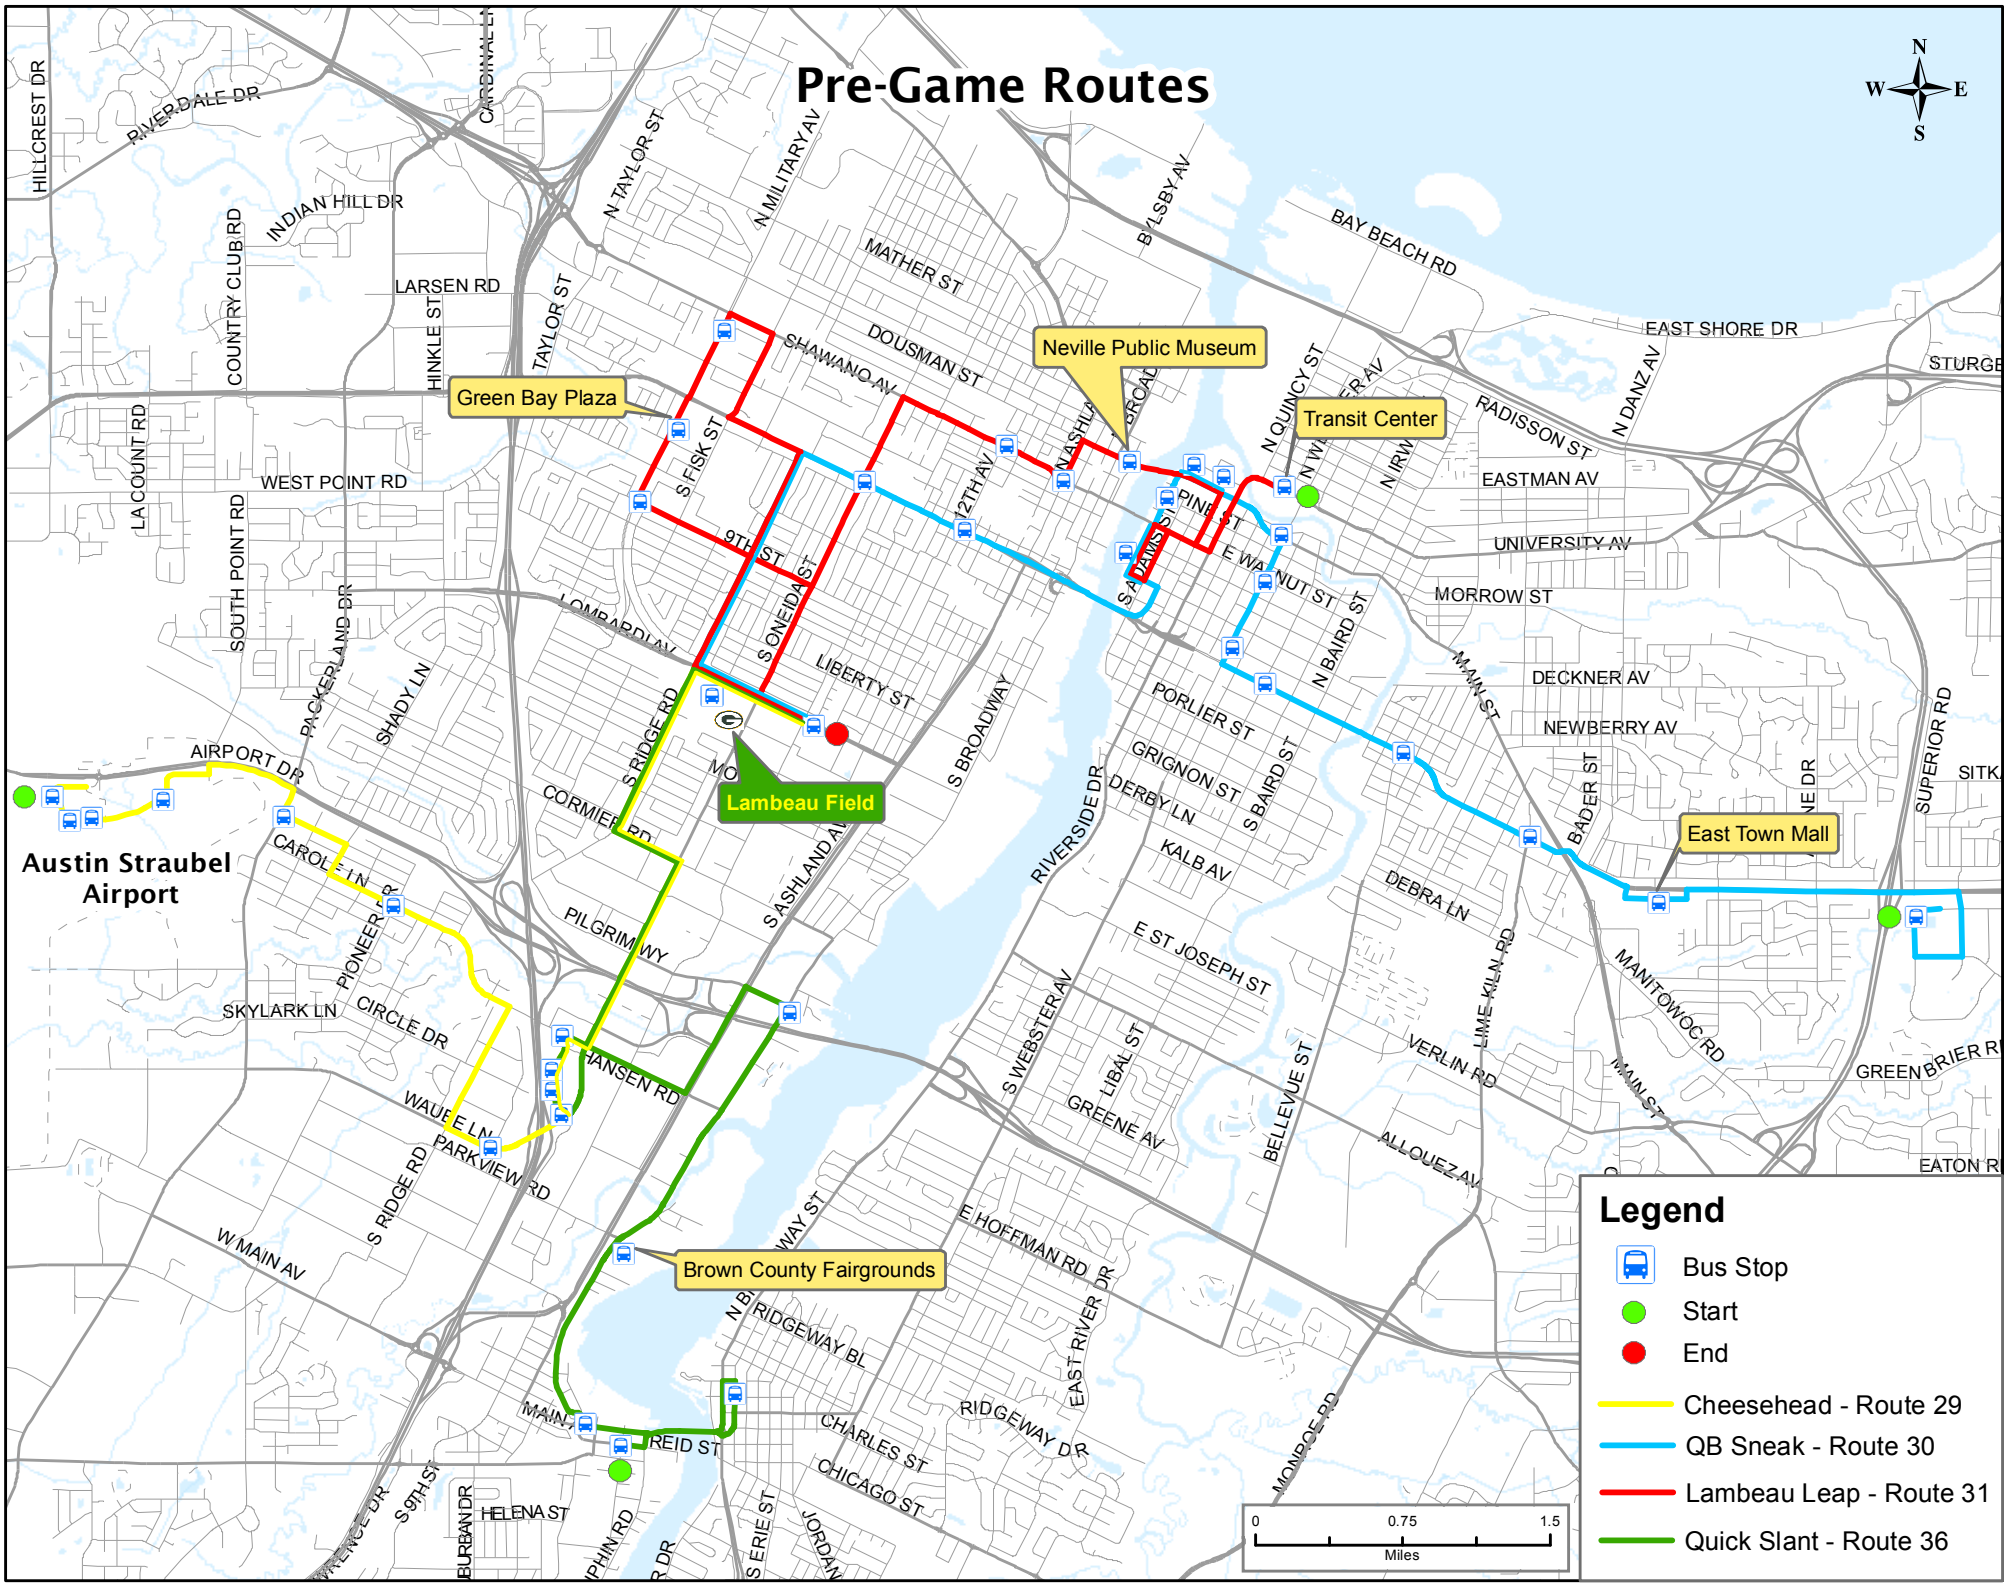 Pre-Game Routes
N
W
E
S
HILLCREST DR
RIVERDALE DR
CARDINAL LN
N TAYLOR ST
N MILITARY AV
INDIAN HILL DR
COUNTRY CLUB RD
BYLSBY AV
BAY BEACH RD
MATHER ST
LARSEN RD
HINKLE ST
TAYLOR ST
SHAWANO AV
DOUSMAN ST
Neville Public Museum
EAST SHORE DR
N DANZ AV
N QUINCY ST
Green Bay Plaza
Transit Center
RADISSON ST
LA COUNT RD
S FISK ST
12TH AV
WEST POINT RD
EASTMAN AV
PINE ST
SOUTH POINT RD
9TH ST
UNIVERSITY AV
E WALNUT ST
S ADAMS ST
MORROW ST
PACKERLAND DR
LOMBARDI AV
S ONEIDA ST
N BAIRD ST
SHADY LN
LIBERTY ST
MAIN ST
DECKNER AV
PORLIER ST
SUPERIOR RD
NEWBERRY AV
S RIDGE RD
S BROADWAY
AIRPORT DR
GRIGNON ST
S BAIRD ST
DERBY LN
BADER ST
CORMIER RD
Lambeau Field
RIVERSIDE DR
East Town Mall
Austin Straubel
Airport
CAROLE LN
KALB AV
S ASHLAND AV
DEBRA LN
PIONEER DR
PILGRIM WY
E ST JOSEPH ST
LIME KILN RD
MANITOWOC RD
SKYLARK LN
CIRCLE DR
S WEBSTER AV
HANSEN RD
LIBAL ST
VERLIN RD
MAIN ST
GREENBRIER RD
WAUBE LN
PARKVIEW RD
GREENE AV
BELLEVUE ST
ALLOUEZ AV
S RIDGE RD
W MAIN AV
E HOFFMAN RD
Brown County Fairgrounds
RIDGEWAY BL
EAST RIVER DR
MAIN
REID ST
CHARLES ST
RIDGEWAY DR
CHICAGO ST
MONROE RD
S 9TH ST
HELENA ST
S ERIE ST
JORDAN
Legend
Bus Stop
Start
End
Cheesehead - Route 29
QB Sneak - Route 30
Lambeau Leap - Route 31
Quick Slant - Route 36
0
0.75
1.5
Miles